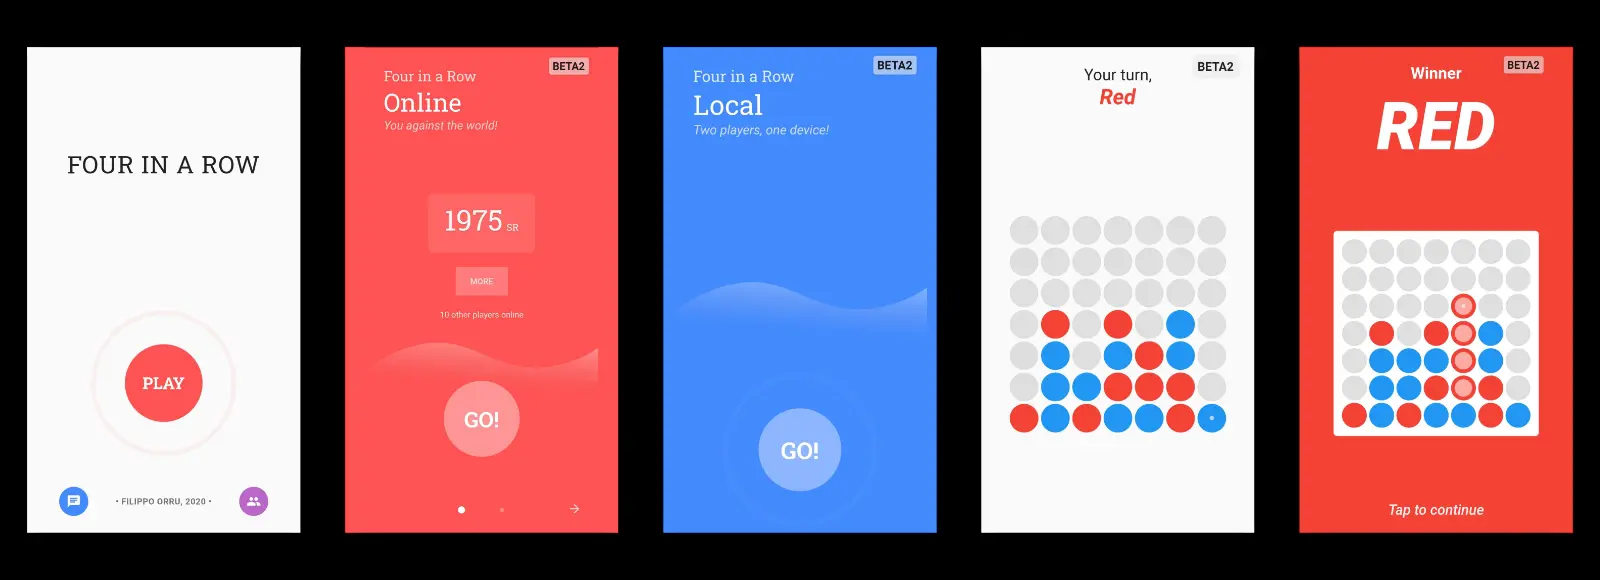 FOUR IN A ROW
PLAY
• FILIPPO ORRU, 2020 •
BETA2
Four in a Row
Online
You against the world!
1975 SR
MORE
10 other players online
GO!
BETA2
Four in a Row
Local
Two players, one device!
GO!
BETA2
Your turn,
Red
BETA2
Winner
RED
Tap to continue